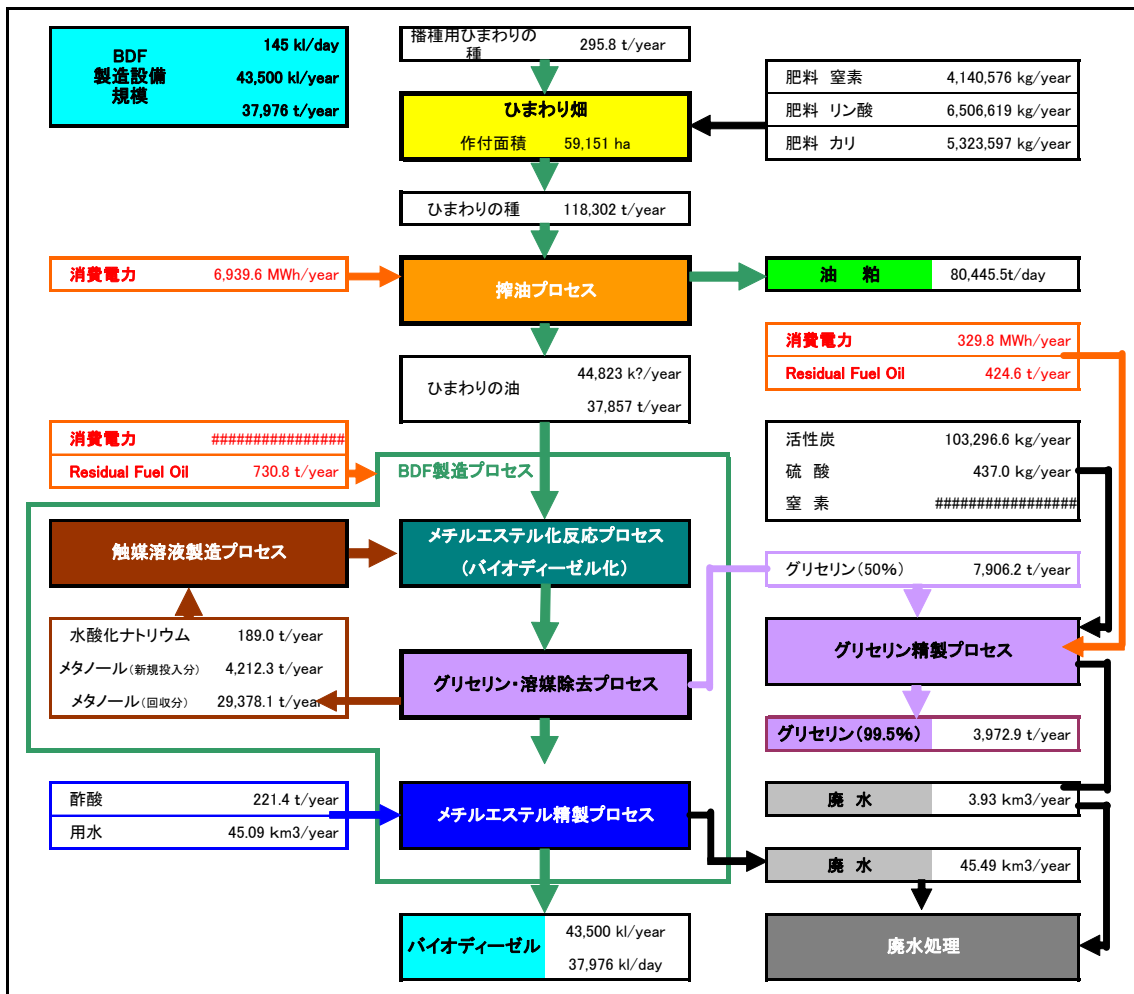 BDF
製造設備
規模
145 kl/day
43,500 kl/year
37,976 t/year
播種用ひまわりの
種
295.8 t/year
ひまわり畑
作付面積 59,151 ha
肥料 窒素 4,140,576 kg/year
肥料 リン酸 6,506,619 kg/year
肥料 カリ 5,323,597 kg/year
ひまわりの種 118,302 t/year
消費電力 6,939.6 MWh/year
搾油プロセス
油 粕 80,445.5t/day
消費電力 329.8 MWh/year
Residual Fuel Oil 424.6 t/year
ひまわりの油
44,823 k?/year
37,857 t/year
消費電力 ################
Residual Fuel Oil 730.8 t/year
BDF製造プロセス
活性炭 103,296.6 kg/year
硫 酸 437.0 kg/year
窒 素 #################
触媒溶液製造プロセス
メチルエステル化反応プロセス
(バイオディーゼル化)
グリセリン(50%) 7,906.2 t/year
水酸化ナトリウム 189.0 t/year
メタノール(新規投入分) 4,212.3 t/year
メタノール(回収分) 29,378.1 t/year
グリセリン・溶媒除去プロセス
グリセリン精製プロセス
グリセリン(99.5%) 3,972.9 t/year
酢酸 221.4 t/year
用水 45.09 km3/year
メチルエステル精製プロセス
廃 水 3.93 km3/year
廃 水 45.49 km3/year
バイオディーゼル
43,500 kl/year
37,976 kl/day
廃水処理